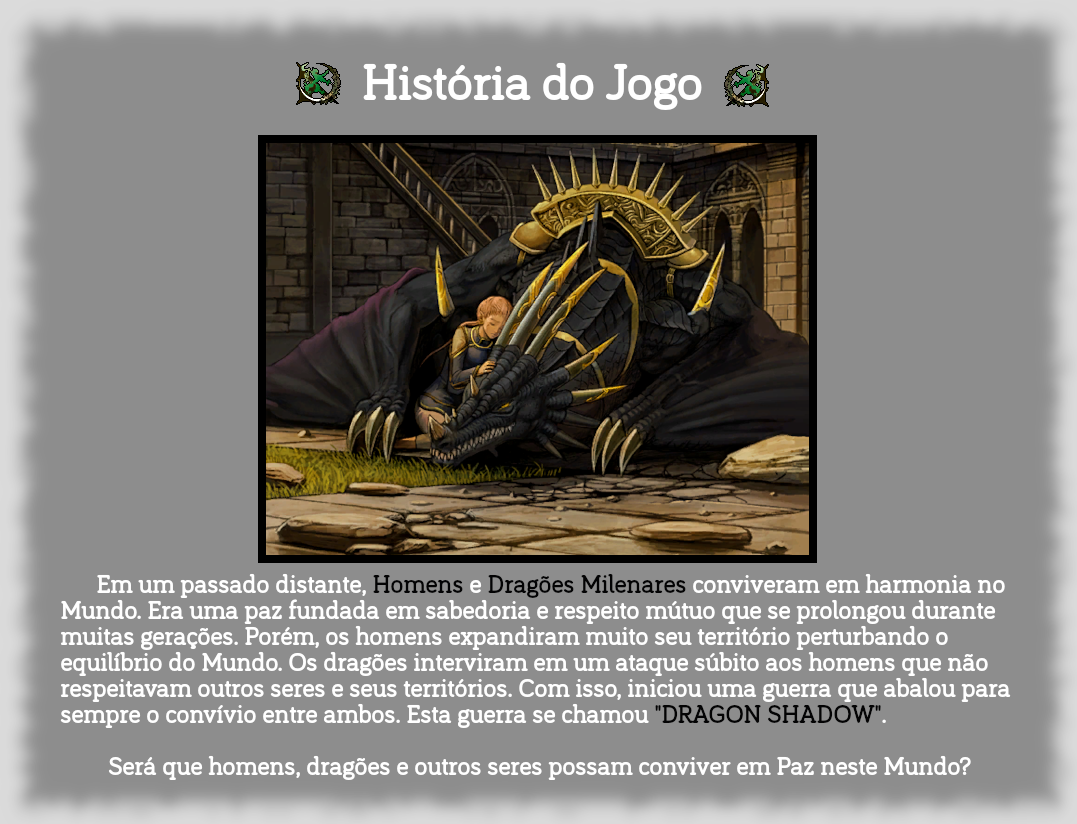 História do Jogo
Em um passado distante, Homens e Dragões Milenares conviveram em harmonia no
Mundo. Era uma paz fundada em sabedoria e respeito mútuo que se prolongou durante
muitas gerações. Porém, os homens expandiram muito seu território perturbando o
equilíbrio do Mundo. Os dragões interviram em um ataque súbito aos homens que não
respeitavam outros seres e seus territórios. Com isso, iniciou uma guerra que abalou para
sempre o convívio entre ambos. Esta guerra se chamou "DRAGON SHADOW".
Será que homens, dragões e outros seres possam conviver em Paz neste Mundo?